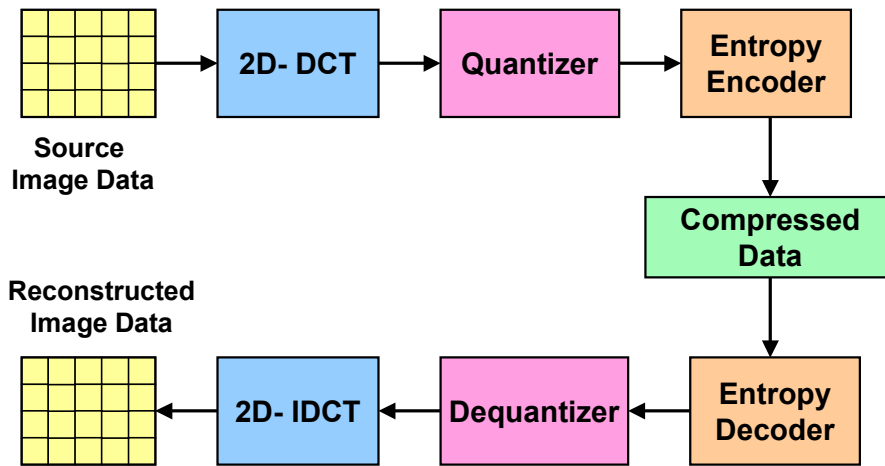 2D- DCT
Quantizer
Entropy
Encoder
Source
Image Data
Compressed
Data
Reconstructed
Image Data
2D- IDCT
Dequantizer
Entropy
Decoder